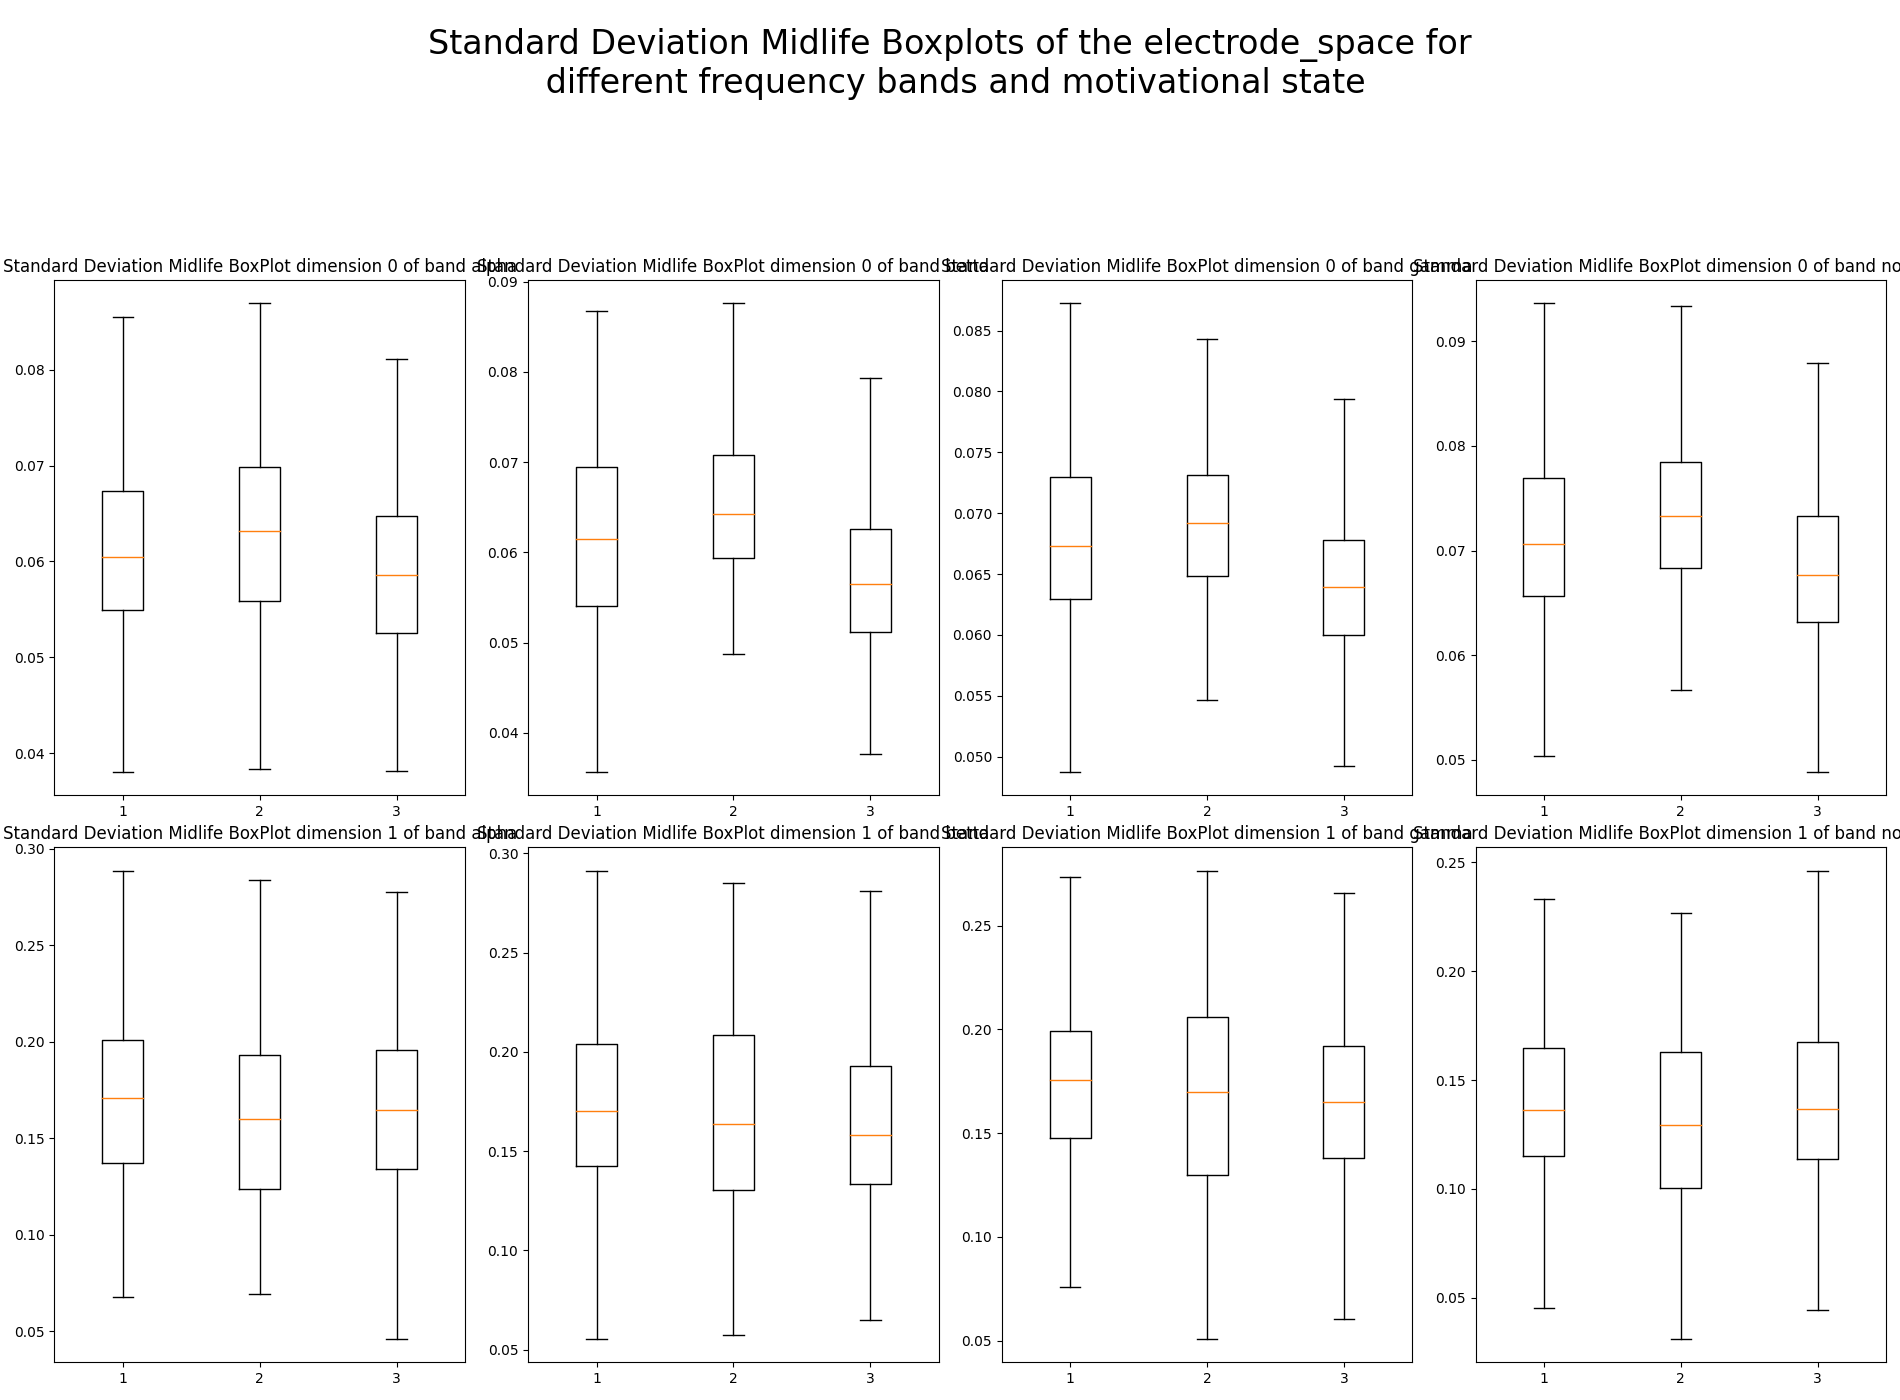 Standard Deviation Midlife Boxplots of the electrode_space for
different frequency bands and motivational state
Standard Deviation Midlife BoxPlot dimension 0 of band alpha
Standard Deviation Midlife BoxPlot dimension 0 of band betta
Standard Deviation Midlife BoxPlot dimension 0 of band gamma
Standard Deviation Midlife BoxPlot dimension 0 of band no
0.08
0.07
0.06
0.05
0.04
1 2 3
0.09
0.08
0.07
0.06
0.05
0.04
1 2 3
0.085
0.080
0.075
0.070
0.065
0.060
0.055
0.050
1 2 3
0.09
0.08
0.07
0.06
0.05
1 2 3
Standard Deviation Midlife BoxPlot dimension 1 of band alpha
Standard Deviation Midlife BoxPlot dimension 1 of band betta
Standard Deviation Midlife BoxPlot dimension 1 of band gamma
Standard Deviation Midlife BoxPlot dimension 1 of band no
0.30
0.25
0.20
0.15
0.10
0.05
1 2 3
0.30
0.25
0.20
0.15
0.10
0.05
1 2 3
0.25
0.20
0.15
0.10
0.05
1 2 3
0.25
0.20
0.15
0.10
0.05
1 2 3